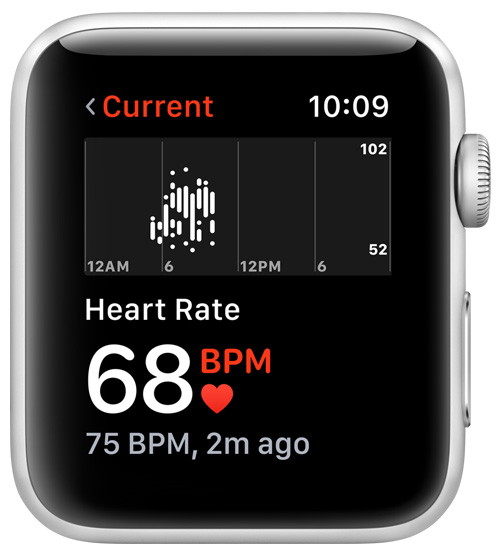 ‹ Current 10:09
102
52
12AM 6 12PM 6
Heart Rate
68 BPM
75 BPM, 2m ago